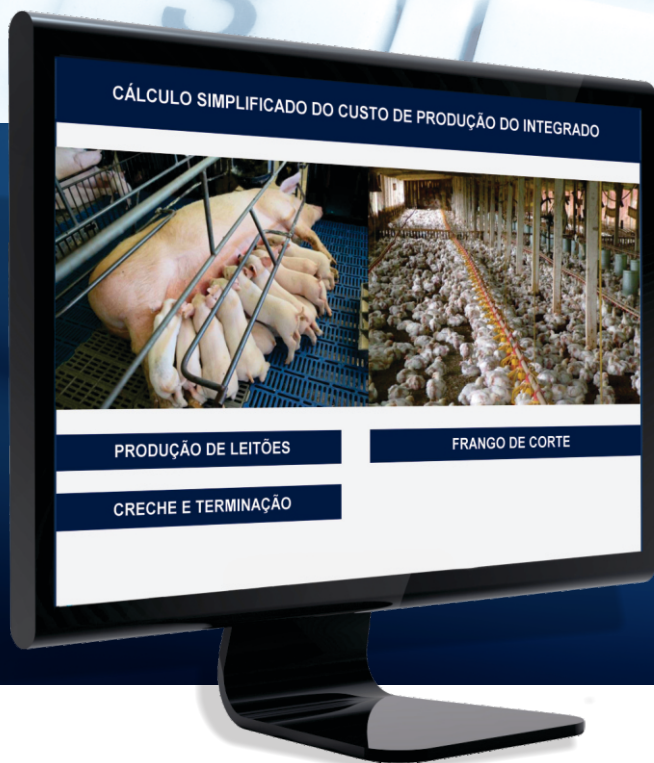 CÁLCULO SIMPLIFICADO DO CUSTO DE PRODUÇÃO DO INTEGRADO
PRODUÇÃO DE LEITÕES
FRANGO DE CORTE
CRECHE E TERMINAÇÃO